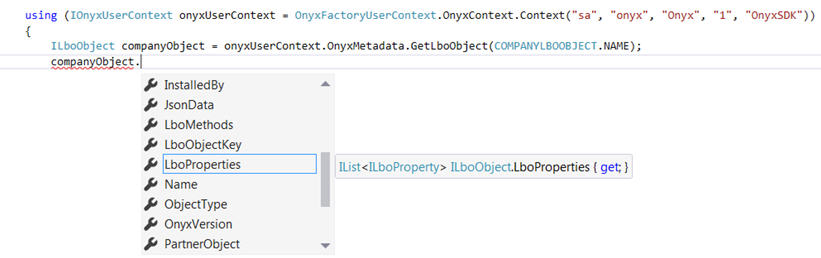 using (IOnyxUserContext onyxUserContext = OnyxFactoryUserContext.OnyxContext.Context("sa", "onyx", "Onyx", "1", "OnyxSDK"))
{
ILboObject companyObject = onyxUserContext.OnyxMetadata.GetLboObject(COMPANYLBOOBJECT.NAME);
companyObject.
InstalledBy
JsonData
LboMethods
LboObjectKey
LboProperties
IList<ILboProperty> ILboObject.LboProperties { get; }
Name
ObjectType
OnyxVersion
PartnerObject